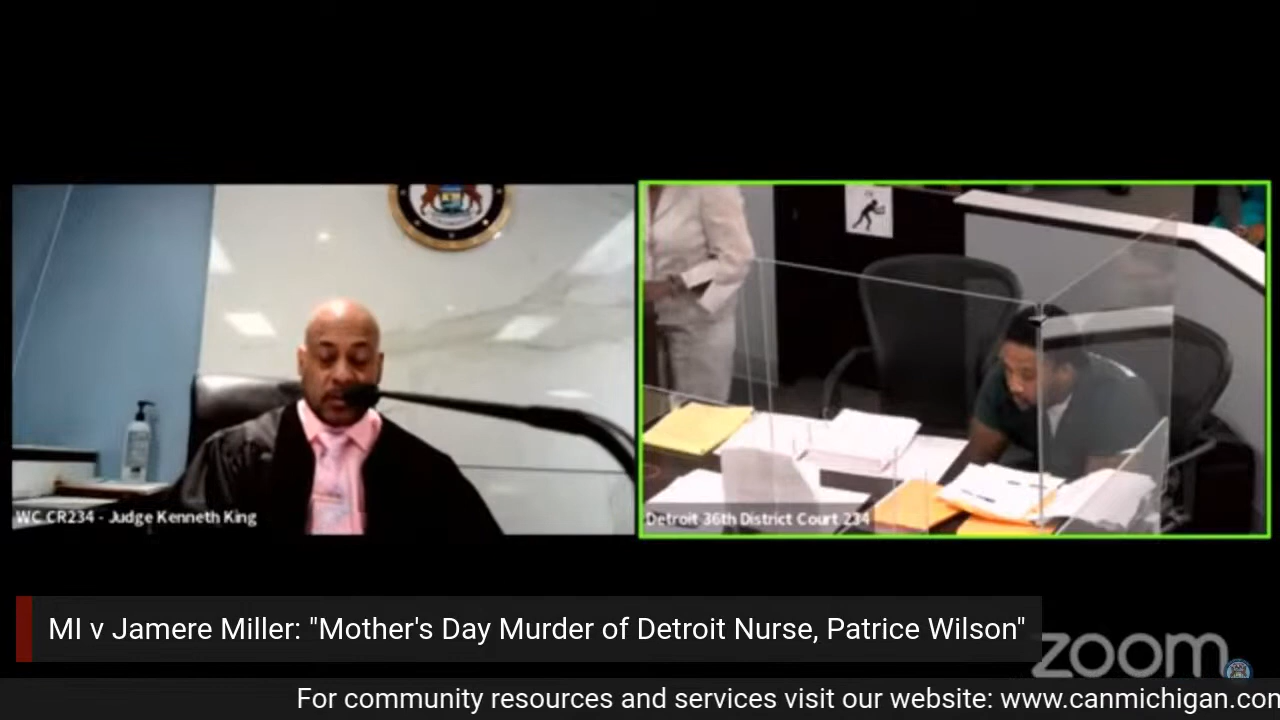 WC CR234 - Judge Kenneth King
Detroit 36th District Court 234
MI v Jamere Miller: "Mother's Day Murder of Detroit Nurse, Patrice Wilson"
zoom
For community resources and services visit our website: www.canmichigan.con